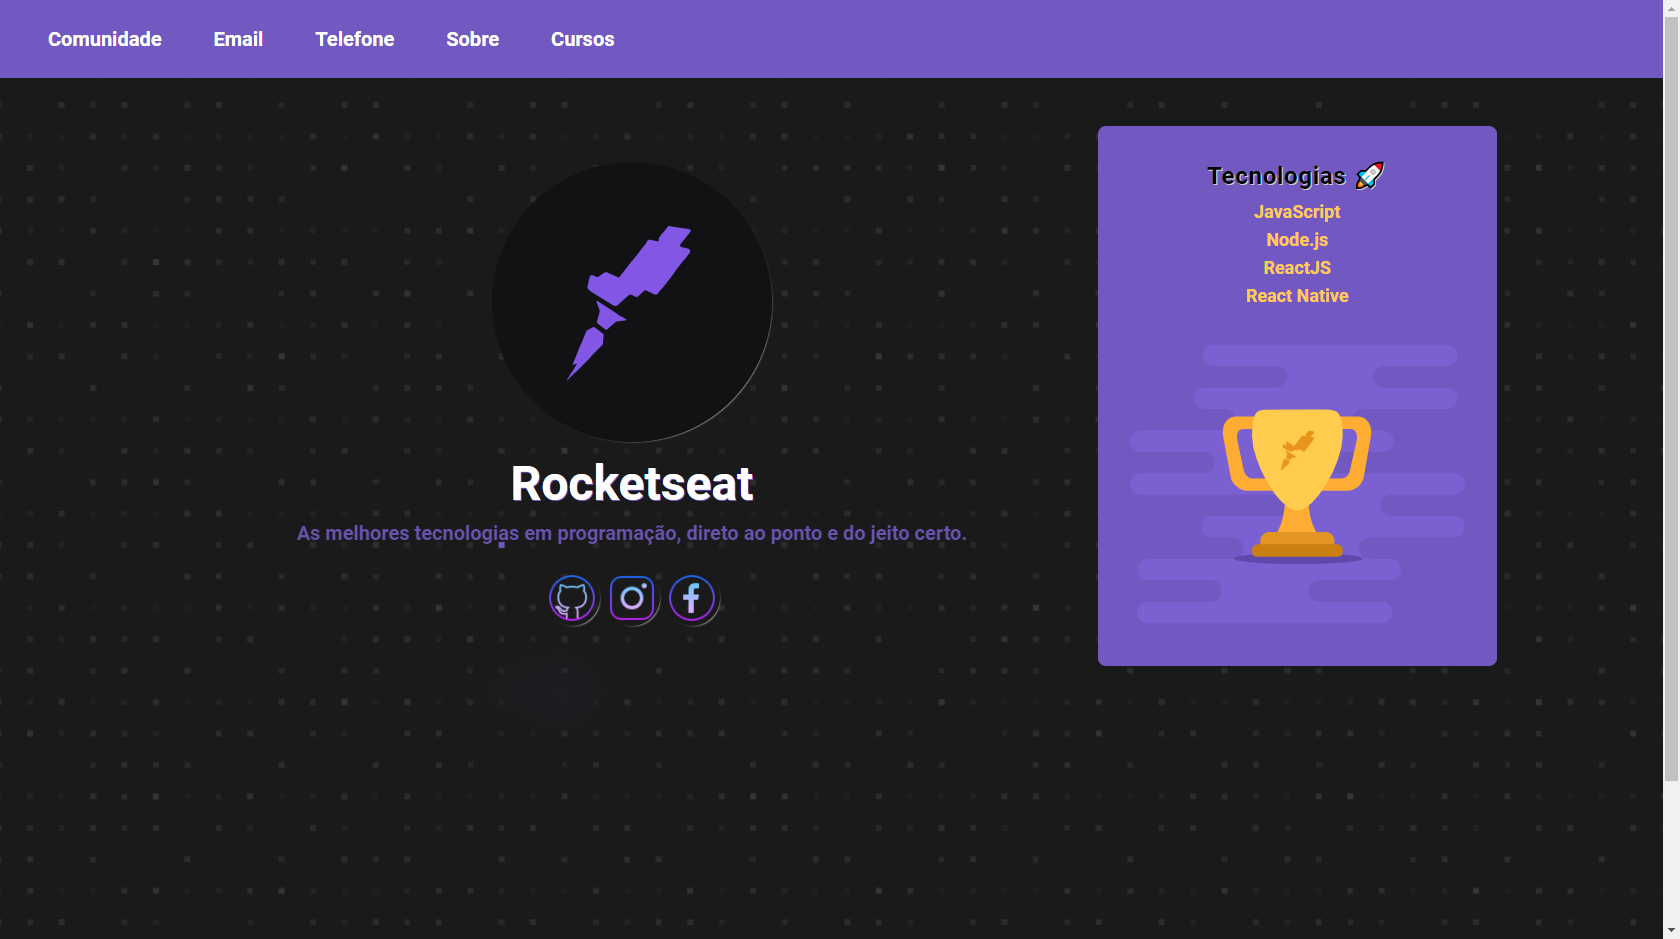 Comunidade Email Telefone Sobre Cursos
Rocketseat
As melhores tecnologias em programação, direto ao ponto e do jeito certo.
Tecnologias 🚀
JavaScript
Node.js
ReactJS
React Native